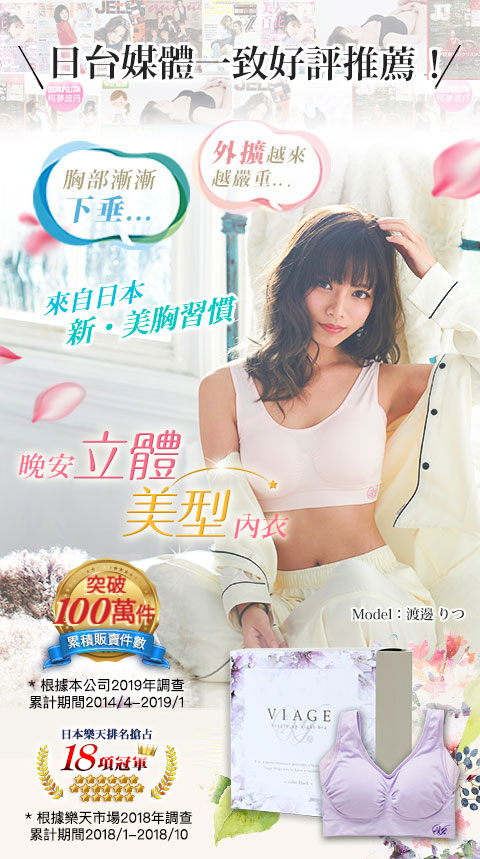 日台媒體一致好評推薦！
胸部漸漸
下垂...
外擴越來
越嚴重...
來自日本
新・美胸習慣
晚安立體
美型內衣
突破
100萬件
累積販賣件數
Model：渡邊 りつ
* 根據本公司2019年調查
累計期間2014/4–2019/1
VIAGE
日本樂天排名搶占
18項冠軍
* 根據樂天市場2018年調查
累計期間2018/1–2018/10